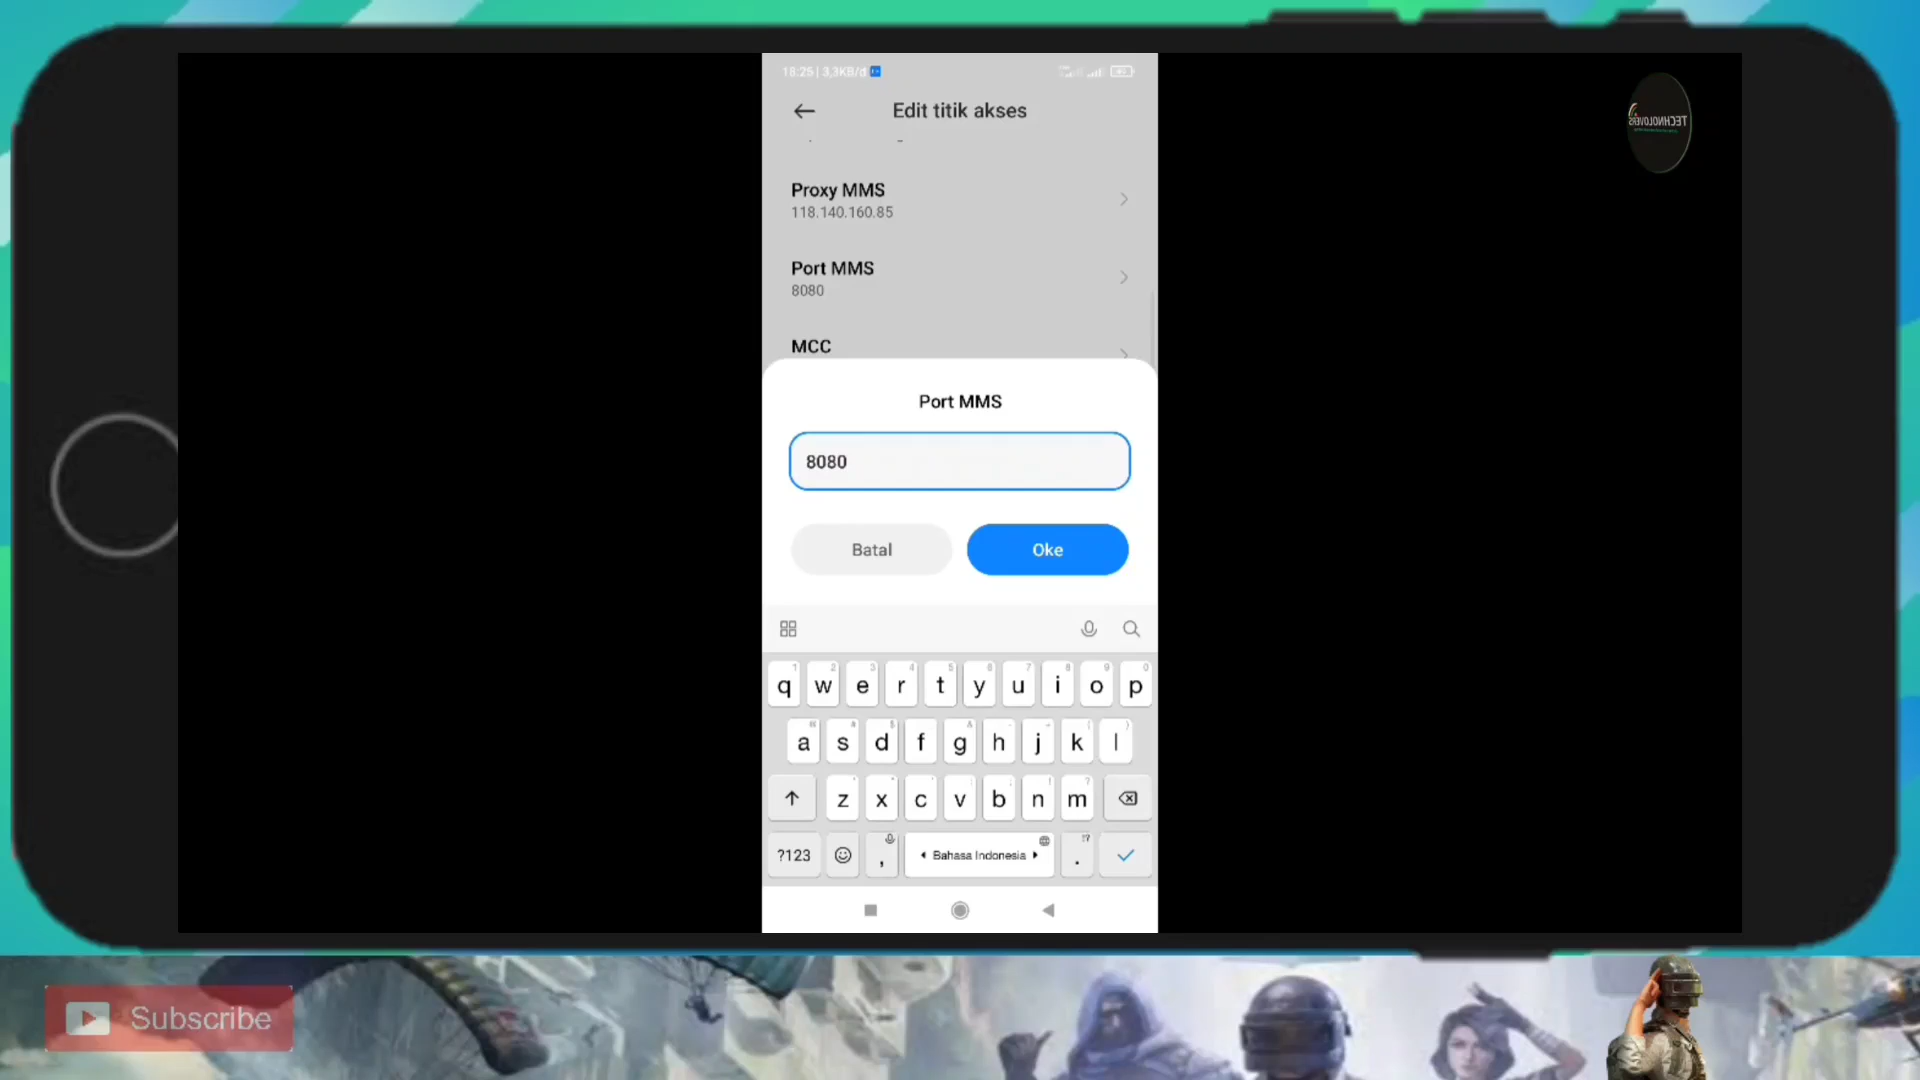 18:25 | 3,3KB/d
Edit titik akses
Proxy MMS
118.140.160.85
Port MMS
8080
MCC
Port MMS
8080
Batal
Oke
q w e r t y u i o p
a s d f g h j k l
z x c v b n m
?123 , Bahasa Indonesia .
TECHNOLOVERS
Subscribe